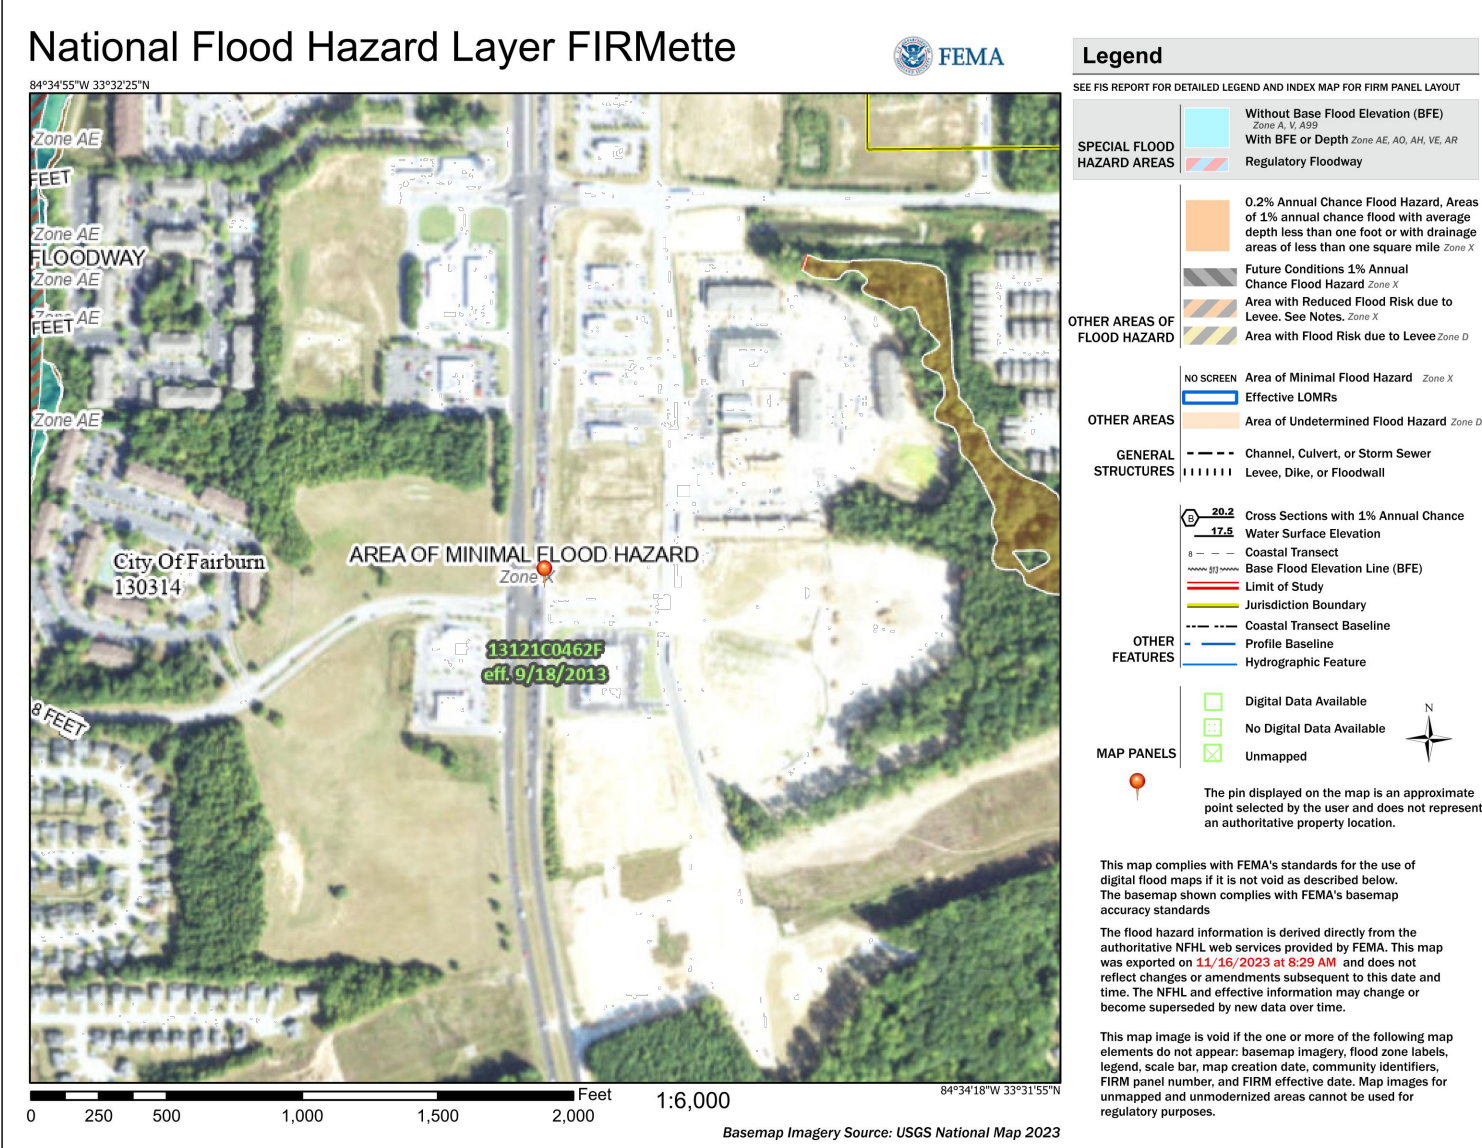 National Flood Hazard Layer FIRMette
FEMA
84°34'55"W 33°32'25"N
Zone AE
FEET
Zone AE
FLOODWAY
Zone AE
Zone AE
FEET
Zone AE
City Of Fairburn
130314
AREA OF MINIMAL FLOOD HAZARD
Zone X
13121C0462F
eff. 9/18/2013
8 FEET
84°34'18"W 33°31'55"N
0 250 500 1,000 1,500 2,000
Feet
1:6,000
Basemap Imagery Source: USGS National Map 2023
Legend
SEE FIS REPORT FOR DETAILED LEGEND AND INDEX MAP FOR FIRM PANEL LAYOUT
SPECIAL FLOOD
HAZARD AREAS
Without Base Flood Elevation (BFE)
Zone A, V, A99
With BFE or Depth Zone AE, AO, AH, VE, AR
Regulatory Floodway
0.2% Annual Chance Flood Hazard, Areas
of 1% annual chance flood with average
depth less than one foot or with drainage
areas of less than one square mile Zone X
Future Conditions 1% Annual
Chance Flood Hazard Zone X
OTHER AREAS OF
FLOOD HAZARD
Area with Reduced Flood Risk due to
Levee. See Notes. Zone X
Area with Flood Risk due to Levee Zone D
NO SCREEN Area of Minimal Flood Hazard Zone X
Effective LOMRs
OTHER AREAS
Area of Undetermined Flood Hazard Zone D
GENERAL
STRUCTURES
Channel, Culvert, or Storm Sewer
Levee, Dike, or Floodwall
B 20.2 Cross Sections with 1% Annual Chance
17.5 Water Surface Elevation
8 Coastal Transect
513 Base Flood Elevation Line (BFE)
Limit of Study
Jurisdiction Boundary
Coastal Transect Baseline
OTHER
FEATURES
Profile Baseline
Hydrographic Feature
Digital Data Available
No Digital Data Available
Unmapped
MAP PANELS
N
The pin displayed on the map is an approximate
point selected by the user and does not represent
an authoritative property location.
This map complies with FEMA's standards for the use of
digital flood maps if it is not void as described below.
The basemap shown complies with FEMA's basemap
accuracy standards
The flood hazard information is derived directly from the
authoritative NFHL web services provided by FEMA. This map
was exported on 11/16/2023 at 8:29 AM and does not
reflect changes or amendments subsequent to this date and
time. The NFHL and effective information may change or
become superseded by new data over time.
This map image is void if the one or more of the following map
elements do not appear: basemap imagery, flood zone labels,
legend, scale bar, map creation date, community identifiers,
FIRM panel number, and FIRM effective date. Map images for
unmapped and unmodernized areas cannot be used for
regulatory purposes.